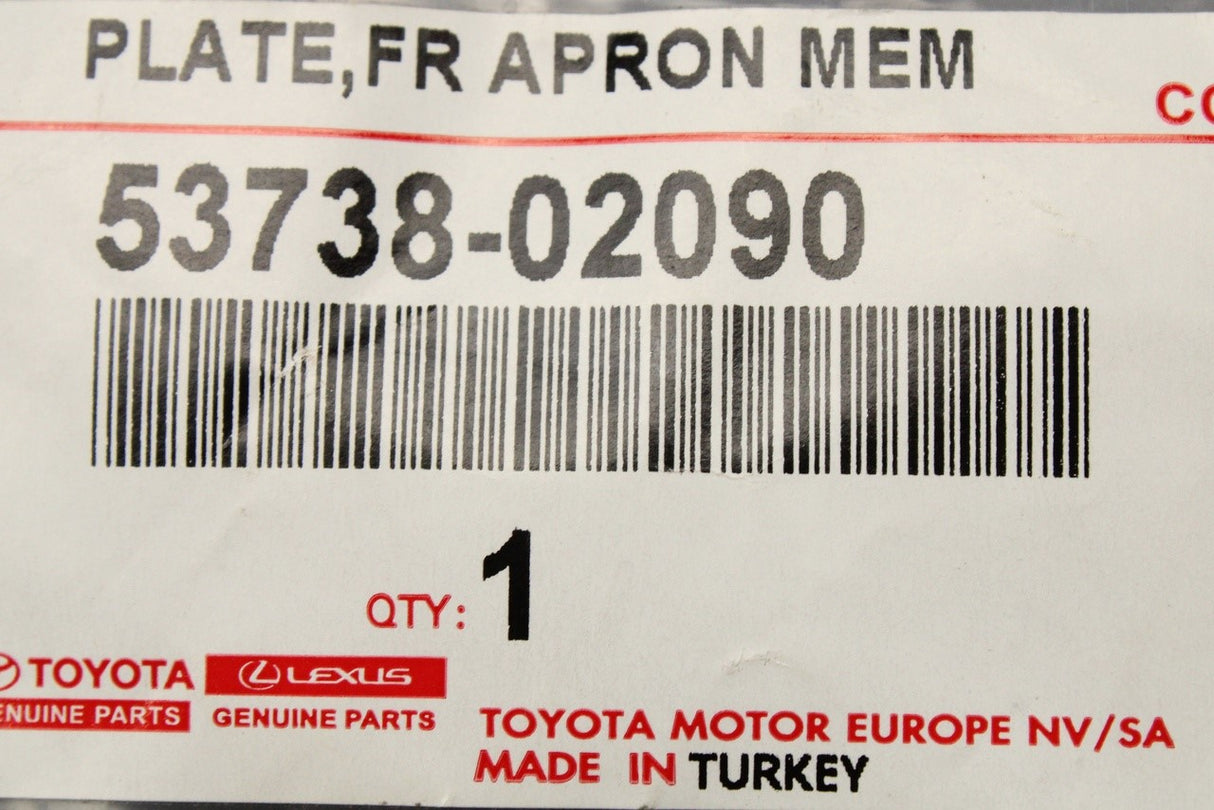 PLATE,FR APRON MEM
53738-02090
QTY: 1
TOYOTA LEXUS
PARTS GENUINE PARTS
TOYOTA MOTOR EUROPE NV/SA
MADE IN TURKEY